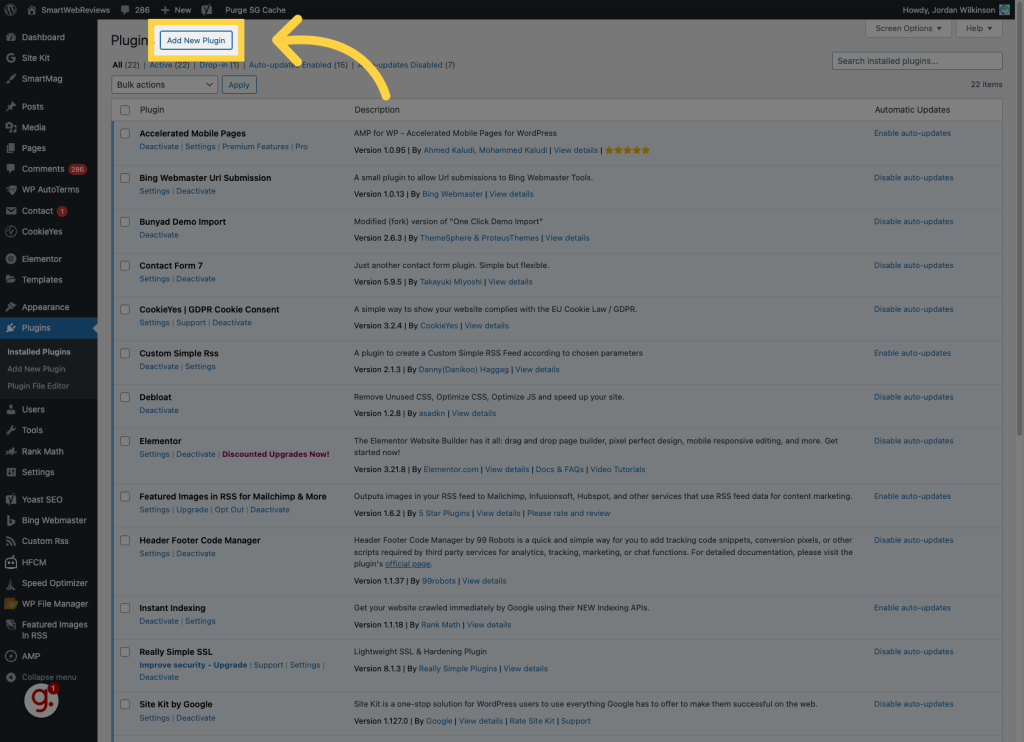 SmartWebReviews 286 + New Purge SG Cache Howdy, Jordan Wilkinson
Screen Options ▼ Help ▼
Dashboard
Site Kit
SmartMag
Posts
Media
Pages
Comments 286
WP AutoTerms
Contact 1
CookieYes
Elementor
Templates
Appearance
Plugins
Installed Plugins
Add New Plugin
Plugin File Editor
Users
Tools
Rank Math
Settings
Yoast SEO
Bing Webmaster
Custom Rss
HFCM
Speed Optimizer
WP File Manager
Featured Images
in RSS
AMP
Collapse menu
g. 1
Add New Plugin
All (22) | Active (22) | Drop-in (1) | Auto-updates Enabled (15) | Auto-updates Disabled (7)
Search installed plugins...
Bulk actions Apply 22 items
Plugin Description Automatic Updates
Accelerated Mobile Pages AMP for WP - Accelerated Mobile Pages for WordPress Enable auto-updates
Deactivate | Settings | Premium Features | Pro
Version 1.0.95 | By Ahmed Kaludi, Mohammed Kaludi | View details | ★★★★★
Bing Webmaster Url Submission A small plugin to allow Url submissions to Bing Webmaster Tools. Disable auto-updates
Settings | Deactivate
Version 1.0.13 | By Bing Webmaster | View details
Bunyad Demo Import Modified (fork) version of "One Click Demo Import" Disable auto-updates
Deactivate
Version 2.6.3 | By ThemeSphere & ProteusThemes | View details
Contact Form 7 Just another contact form plugin. Simple but flexible. Disable auto-updates
Settings | Deactivate
Version 5.9.5 | By Takayuki Miyoshi | View details
CookieYes | GDPR Cookie Consent A simple way to show your website complies with the EU Cookie Law / GDPR. Disable auto-updates
Settings | Support | Deactivate
Version 3.2.4 | By CookieYes | View details
Custom Simple Rss A plugin to create a Custom Simple RSS Feed according to chosen parameters Enable auto-updates
Deactivate | Settings
Version 2.1.3 | By Danny(Danikoo) Haggag | View details
Debloat Remove Unused CSS, Optimize CSS, Optimize JS and speed up your site. Disable auto-updates
Deactivate
Version 1.2.8 | By asadkn | View details
Elementor The Elementor Website Builder has it all: drag and drop page builder, pixel perfect design, mobile responsive editing, and more. Get Disable auto-updates
started now!
Settings | Deactivate | Discounted Upgrades Now!
Version 3.21.8 | By Elementor.com | View details | Docs & FAQs | Video Tutorials
Featured Images in RSS for Mailchimp & More Outputs images in your RSS feed to Mailchimp, Infusionsoft, Hubspot, and other services that use RSS feed data for content marketing. Enable auto-updates
Settings | Upgrade | Opt Out | Deactivate
Version 1.6.2 | By 5 Star Plugins | View details | Please rate and review
Header Footer Code Manager Header Footer Code Manager by 99 Robots is a quick and simple way for you to add tracking code snippets, conversion pixels, or other Disable auto-updates
Settings | Deactivate scripts required by third party services for analytics, tracking, marketing, or chat functions. For detailed documentation, please visit the
plugin's official page.
Version 1.1.37 | By 99robots | View details
Instant Indexing Get your website crawled immediately by Google using their NEW Indexing APIs. Enable auto-updates
Deactivate | Settings
Version 1.1.18 | By Rank Math | View details
Really Simple SSL Lightweight SSL & Hardening Plugin Disable auto-updates
Improve security - Upgrade | Support | Settings |
Deactivate
Version 8.1.3 | By Really Simple Plugins | View details
Site Kit by Google Site Kit is a one-stop solution for WordPress users to use everything Google has to offer to make them successful on the web. Disable auto-updates
Settings | Deactivate
Version 1.127.0 | By Google | View details | Rate Site Kit | Support